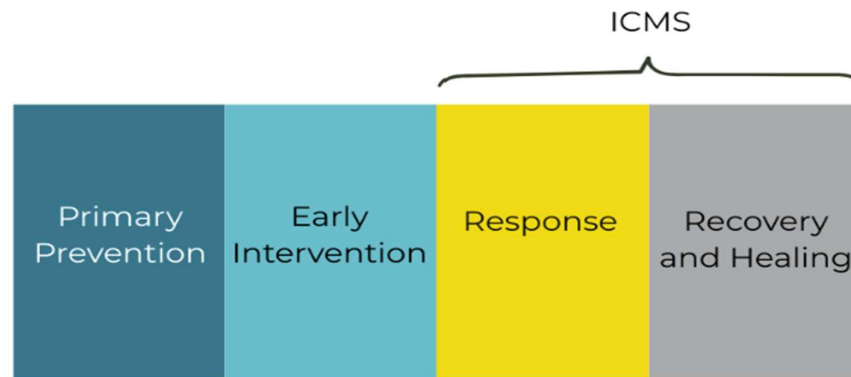 ICMS
Primary
Prevention
Early
Intervention
Response
Recovery
and Healing